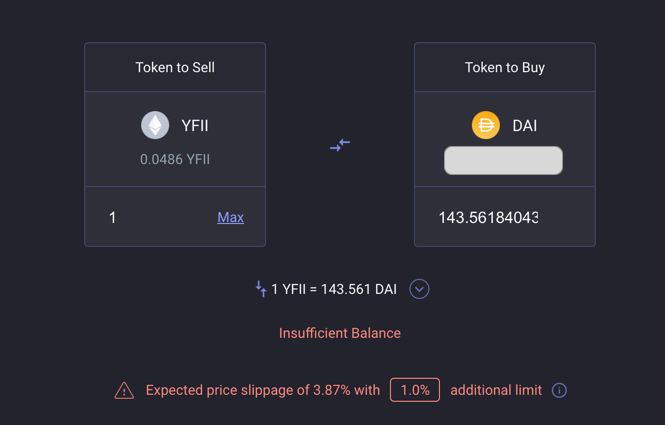 Token to Sell
Token to Buy
YFII
DAI
0.0486 YFII
1
Max
143.56184043
1 YFII = 143.561 DAI
Insufficient Balance
Expected price slippage of 3.87% with 1.0% additional limit